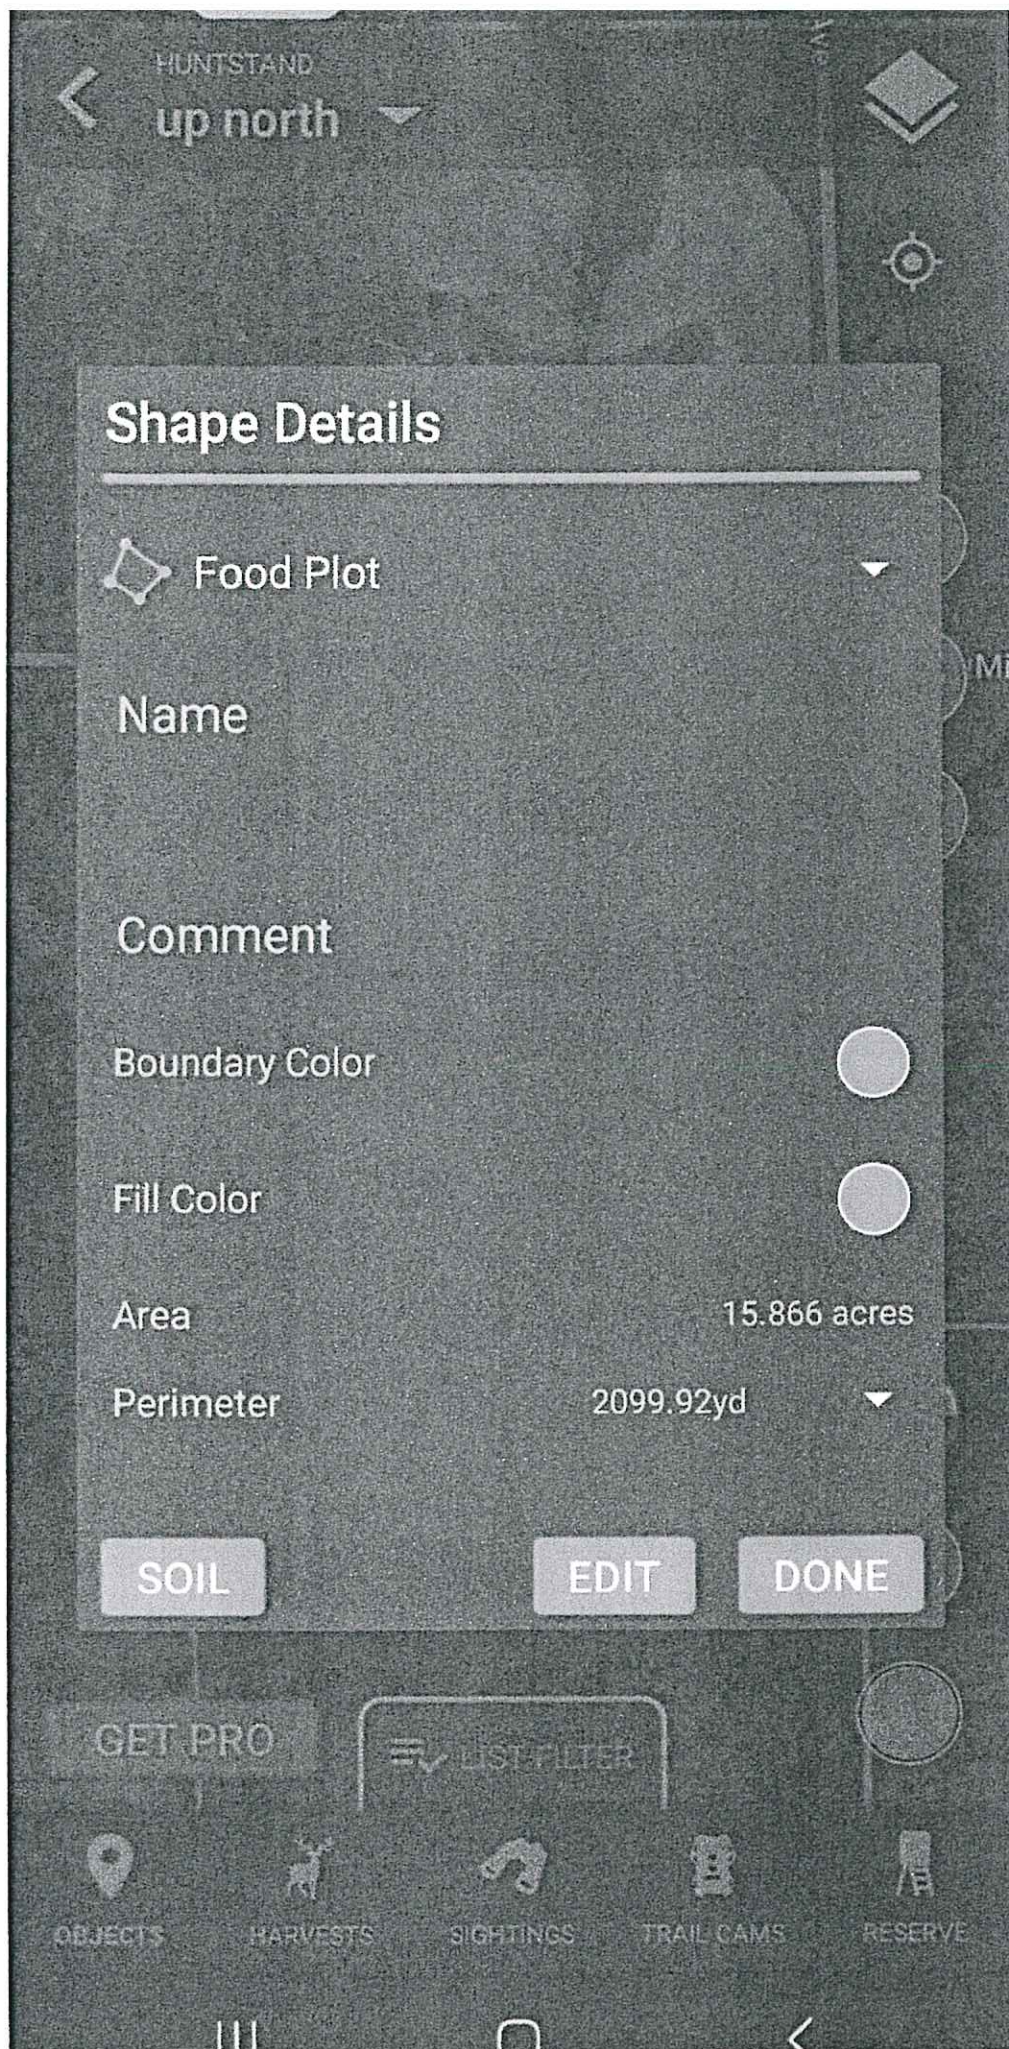 HUNTSTAND
up north
Shape Details
Food Plot
Name
Comment
Boundary Color
Fill Color
Area 15.866 acres
Perimeter 2099.92yd
SOIL EDIT DONE
GET PRO LIST FILTER
OBJECTS HARVESTS SIGHTINGS TRAIL CAMS RESERVE